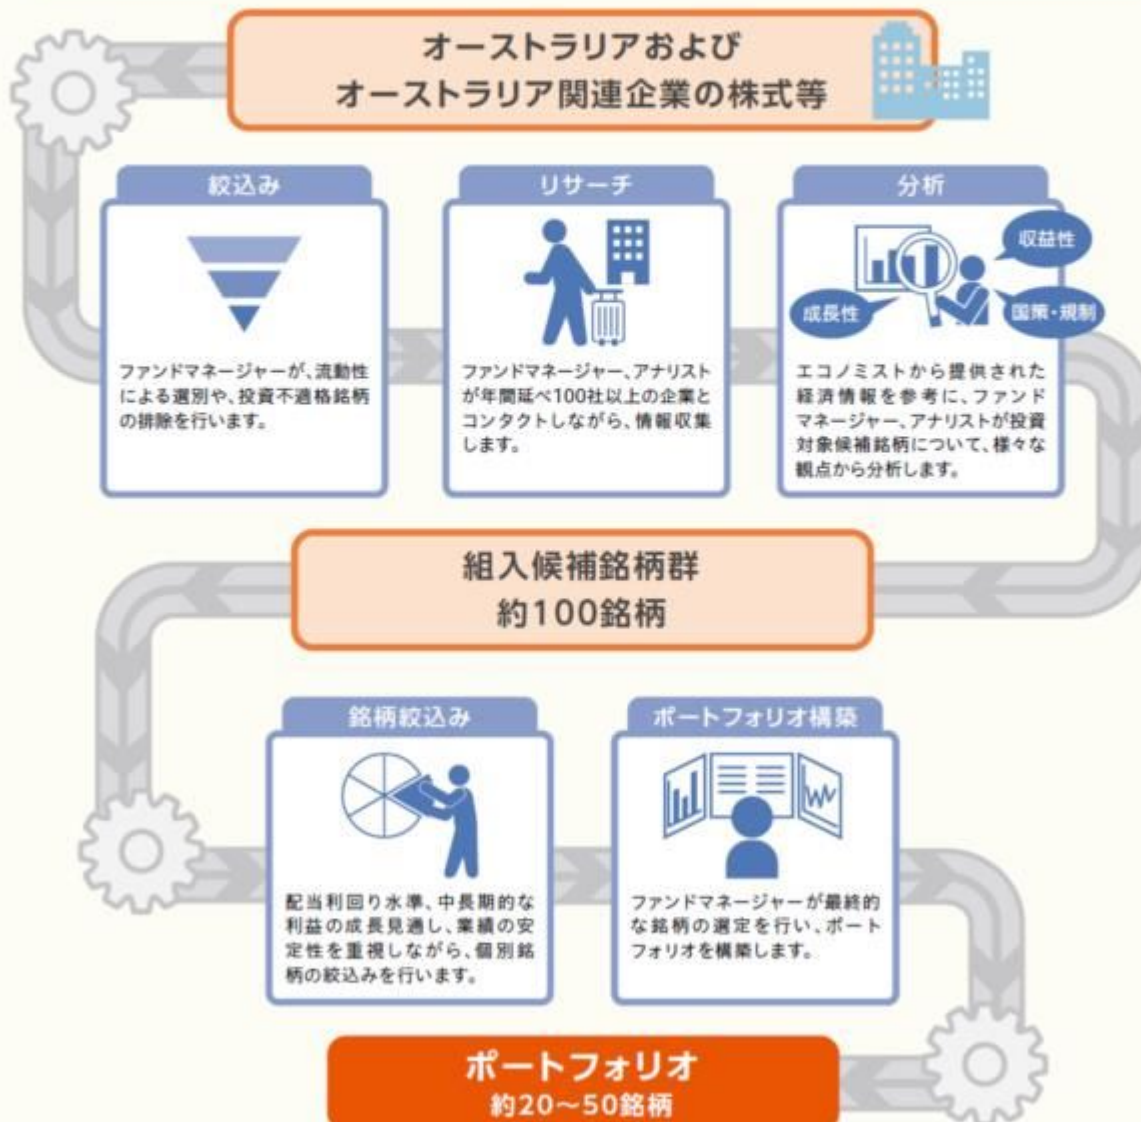 オーストラリアおよび
オーストラリア関連企業の株式等
絞込み
ファンドマネージャーが、流動性
による選別や、投資不適格銘柄
の排除を行います。
リサーチ
ファンドマネージャー、アナリスト
が年間延べ100社以上の企業と
コンタクトしながら、情報収集
します。
分析
収益性
成長性
国策・規制
エコノミストから提供された
経済情報を参考に、ファンド
マネージャー、アナリストが投資
対象候補銘柄について、様々な
観点から分析します。
組入候補銘柄群
約100銘柄
銘柄絞込み
配当利回り水準、中長期的な
利益の成長見通し、業績の安
定性を重視しながら、個別銘
柄の絞込みを行います。
ポートフォリオ構築
ファンドマネージャーが最終的
な銘柄の選定を行い、ポート
フォリオを構築します。
ポートフォリオ
約20～50銘柄